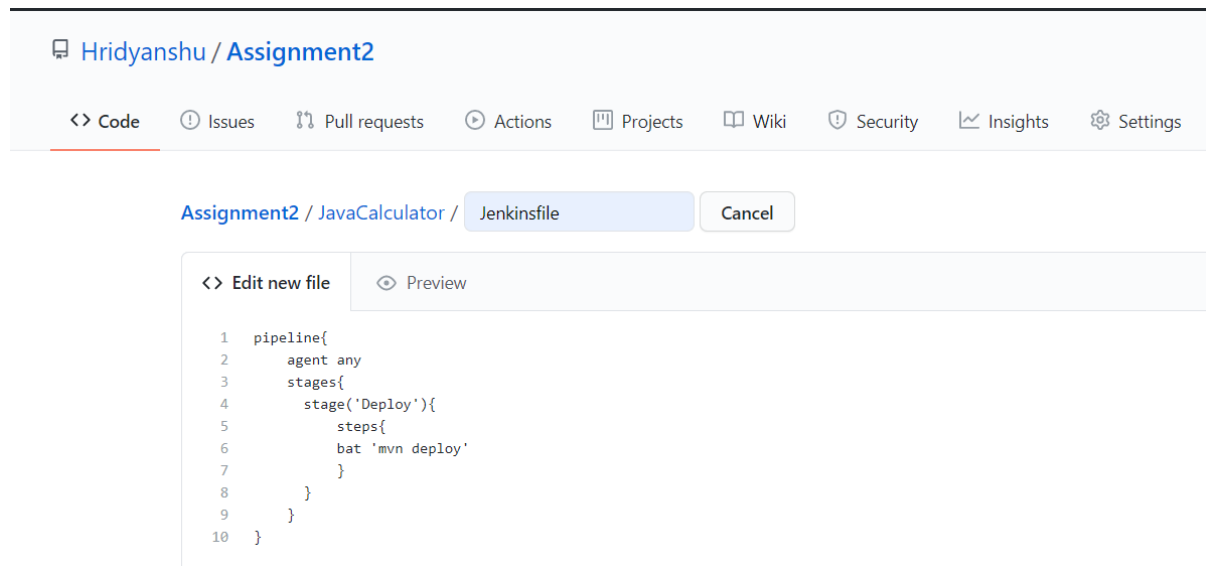 Hridyanshu / Assignment2
Code Issues Pull requests Actions Projects Wiki Security Insights Settings
Assignment2 / JavaCalculator / Jenkinsfile Cancel
Edit new file Preview
1 pipeline{
2 agent any
3 stages{
4 stage('Deploy'){
5 steps{
6 bat 'mvn deploy'
7 }
8 }
9 }
10 }